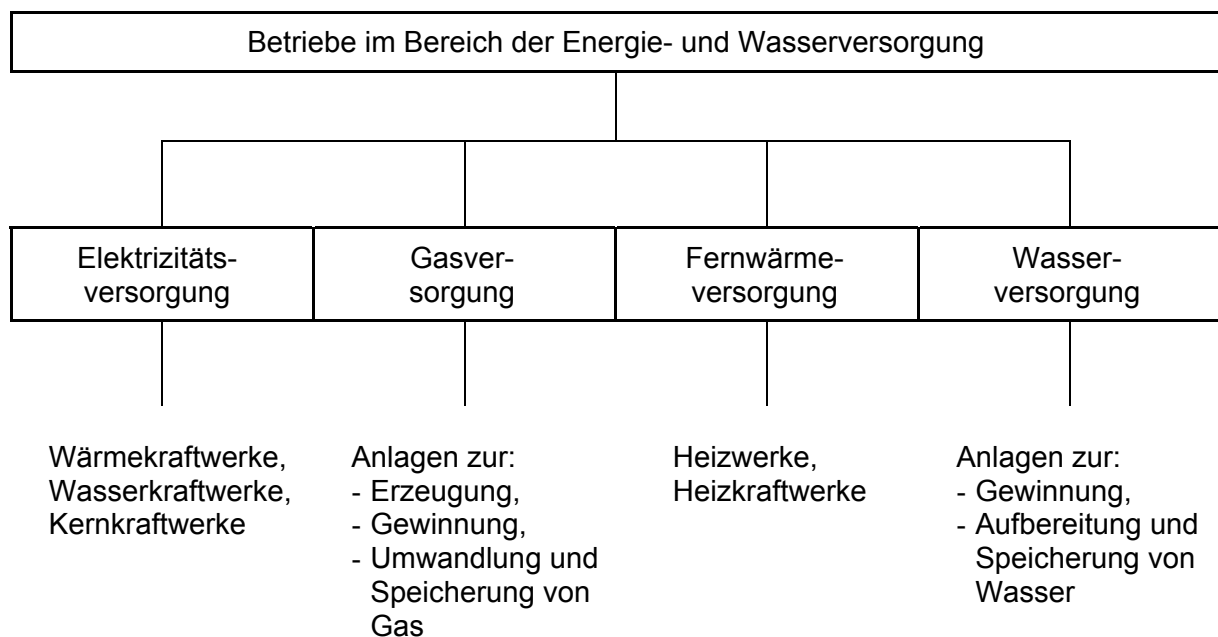 Betriebe im Bereich der Energie- und Wasserversorgung
Elektrizitäts-
versorgung
Gasver-
sorgung
Fernwärme-
versorgung
Wasser-
versorgung
Wärmekraftwerke,
Wasserkraftwerke,
Kernkraftwerke
Anlagen zur:
- Erzeugung,
- Gewinnung,
- Umwandlung und
Speicherung von
Gas
Heizwerke,
Heizkraftwerke
Anlagen zur:
- Gewinnung,
- Aufbereitung und
Speicherung von
Wasser